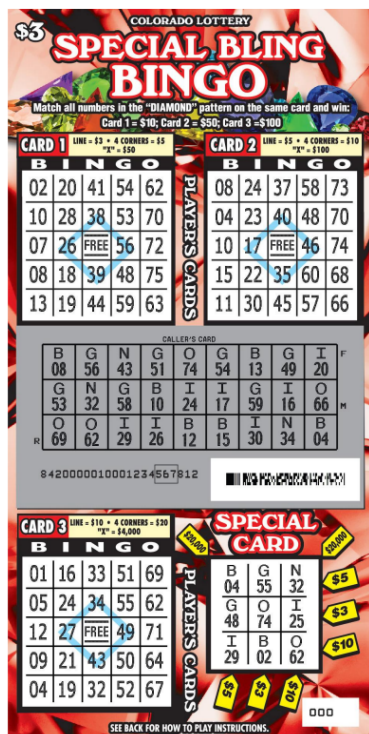 COLORADO LOTTERY
$3
SPECIAL BLING
BINGO
Match all numbers in the "DIAMOND" pattern on the same card and win:
Card 1 = $10; Card 2 = $50; Card 3 =$100
CARD 1
LINE = $3 • 4 CORNERS = $5
"X" = $50
B I N G O
02 20 41 54 62
10 28 38 53 70
07 26 FREE 56 72
08 18 39 48 75
13 19 44 59 63
PLAYER'S CARDS
CARD 2
LINE = $5 • 4 CORNERS = $10
"X" = $100
B I N G O
08 24 37 58 73
04 23 40 48 70
10 17 FREE 46 74
15 22 35 60 68
11 30 45 57 66
CALLER'S CARD
B G N G O G B G I F
08 56 43 51 74 54 13 49 20
G N G B I I G I O
53 32 58 10 24 17 59 16 66 M
O O I I B B I N B
R 69 62 29 26 12 15 30 34 04
84200000010001234567812
CARD 3
LINE = $10 • 4 CORNERS = $20
"X" = $4,000
B I N G O
01 16 33 51 69
05 24 34 55 62
12 27 FREE 49 71
09 21 43 50 64
04 19 32 52 67
PLAYER'S CARDS
SPECIAL
CARD
$20,000
$20,000
B G N
04 55 32
$5
G O I
48 74 25
$3
I B O
29 02 62
$10
$5 $3 $10
000
SEE BACK FOR HOW TO PLAY INSTRUCTIONS.